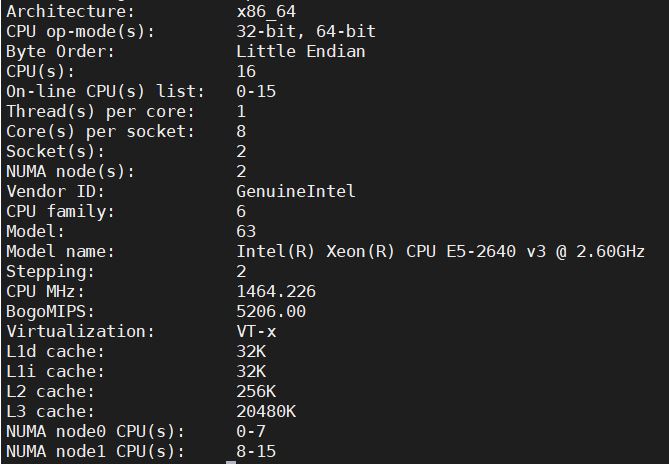 Architecture: x86_64
CPU op-mode(s): 32-bit, 64-bit
Byte Order: Little Endian
CPU(s): 16
On-line CPU(s) list: 0-15
Thread(s) per core: 1
Core(s) per socket: 8
Socket(s): 2
NUMA node(s): 2
Vendor ID: GenuineIntel
CPU family: 6
Model: 63
Model name: Intel(R) Xeon(R) CPU E5-2640 v3 @ 2.60GHz
Stepping: 2
CPU MHz: 1464.226
BogoMIPS: 5206.00
Virtualization: VT-x
L1d cache: 32K
L1i cache: 32K
L2 cache: 256K
L3 cache: 20480K
NUMA node0 CPU(s): 0-7
NUMA node1 CPU(s): 8-15